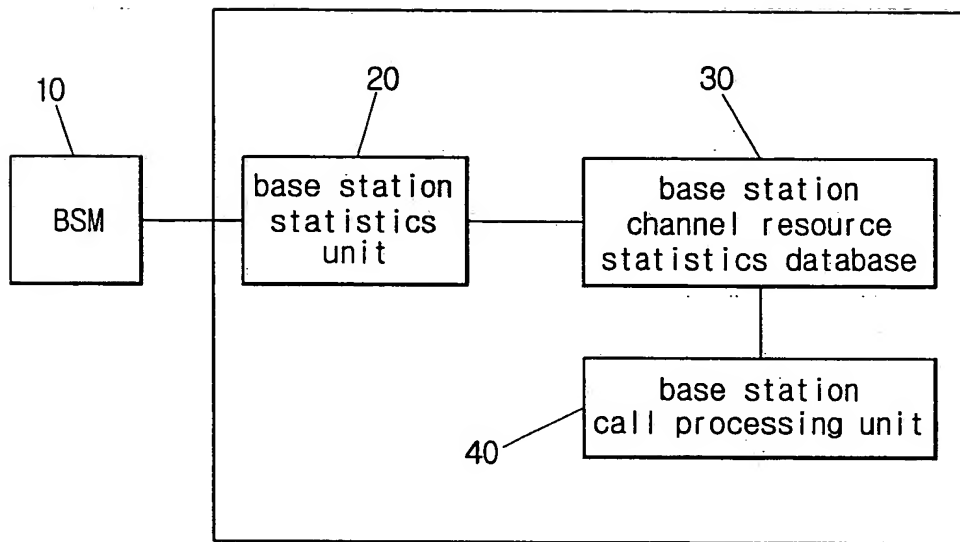 10
20
30
BSM
base station
statistics
unit
base station
channel resource
statistics database
base station
call processing unit
40